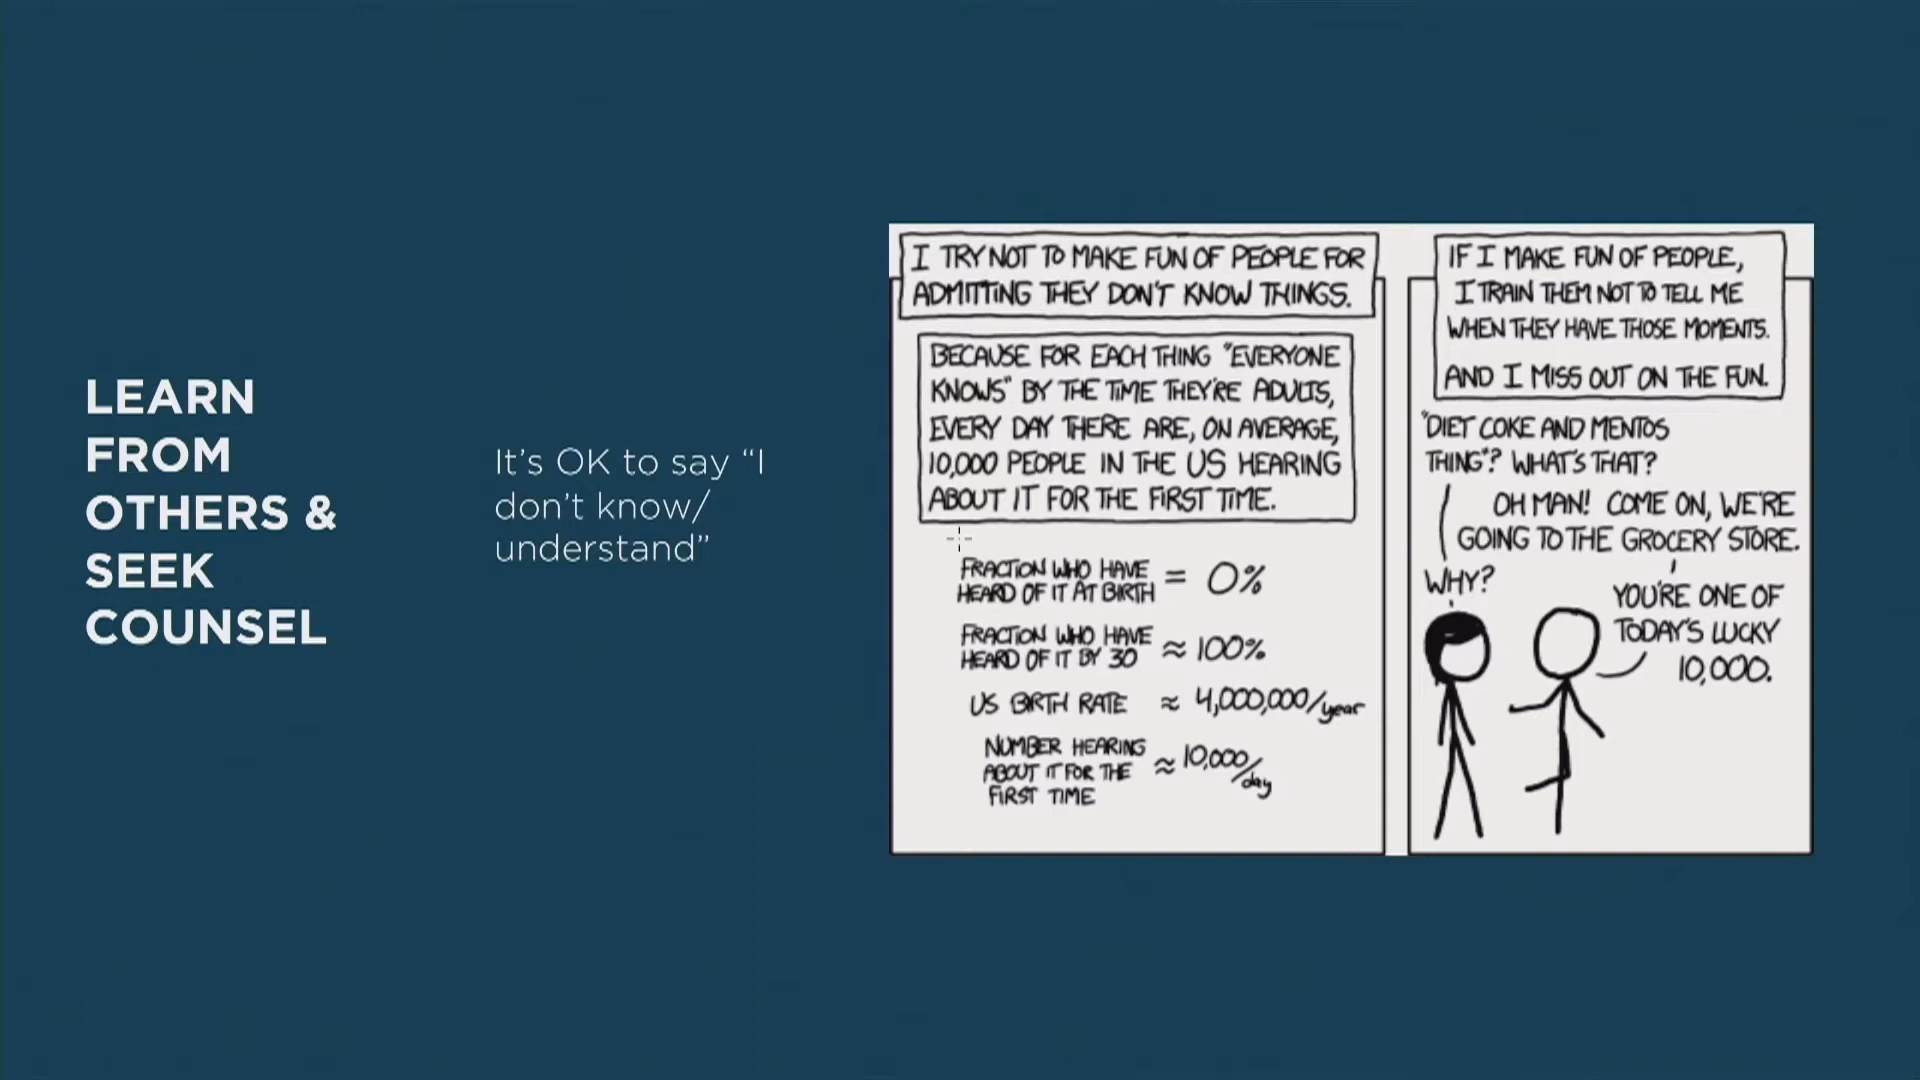 LEARN
FROM
OTHERS &
SEEK
COUNSEL
It's OK to say “I
don't know/
understand”
I TRY NOT TO MAKE FUN OF PEOPLE FOR
ADMITTING THEY DON'T KNOW THINGS.
BECAUSE FOR EACH THING "EVERYONE
KNOWS" BY THE TIME THEY'RE ADULTS,
EVERY DAY THERE ARE, ON AVERAGE,
10,000 PEOPLE IN THE US HEARING
ABOUT IT FOR THE FIRST TIME.
FRACTION WHO HAVE
HEARD OF IT AT BIRTH = 0%
FRACTION WHO HAVE
HEARD OF IT BY 30 ≈ 100%
US BIRTH RATE ≈ 4,000,000/year
NUMBER HEARING
ABOUT IT FOR THE ≈ 10,000/day
FIRST TIME
IF I MAKE FUN OF PEOPLE,
I TRAIN THEM NOT TO TELL ME
WHEN THEY HAVE THOSE MOMENTS.
AND I MISS OUT ON THE FUN.
"DIET COKE AND MENTOS
THING"? WHAT'S THAT?
OH MAN! COME ON, WE'RE
GOING TO THE GROCERY STORE.
WHY?
YOU'RE ONE OF
TODAY'S LUCKY
10,000.